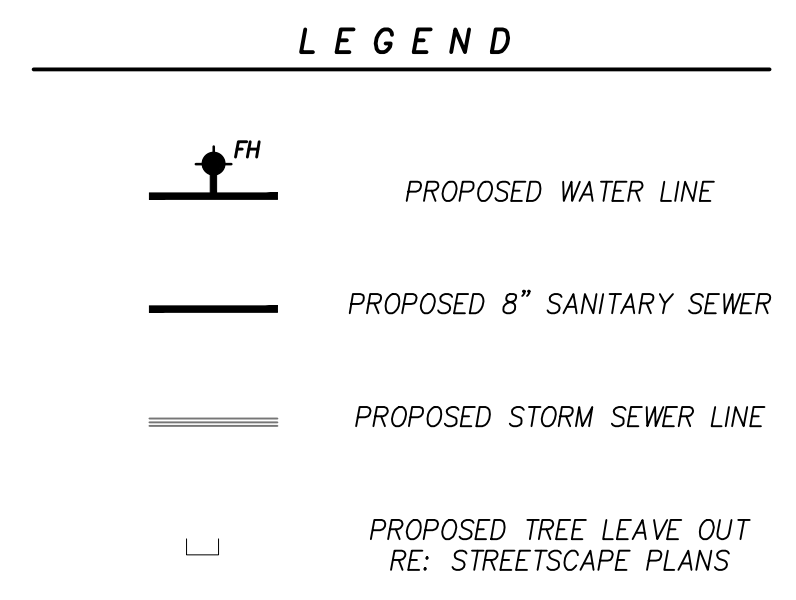 LEGEND
FH
PROPOSED WATER LINE
PROPOSED 8" SANITARY SEWER
PROPOSED STORM SEWER LINE
PROPOSED TREE LEAVE OUT
RE: STREETSCAPE PLANS